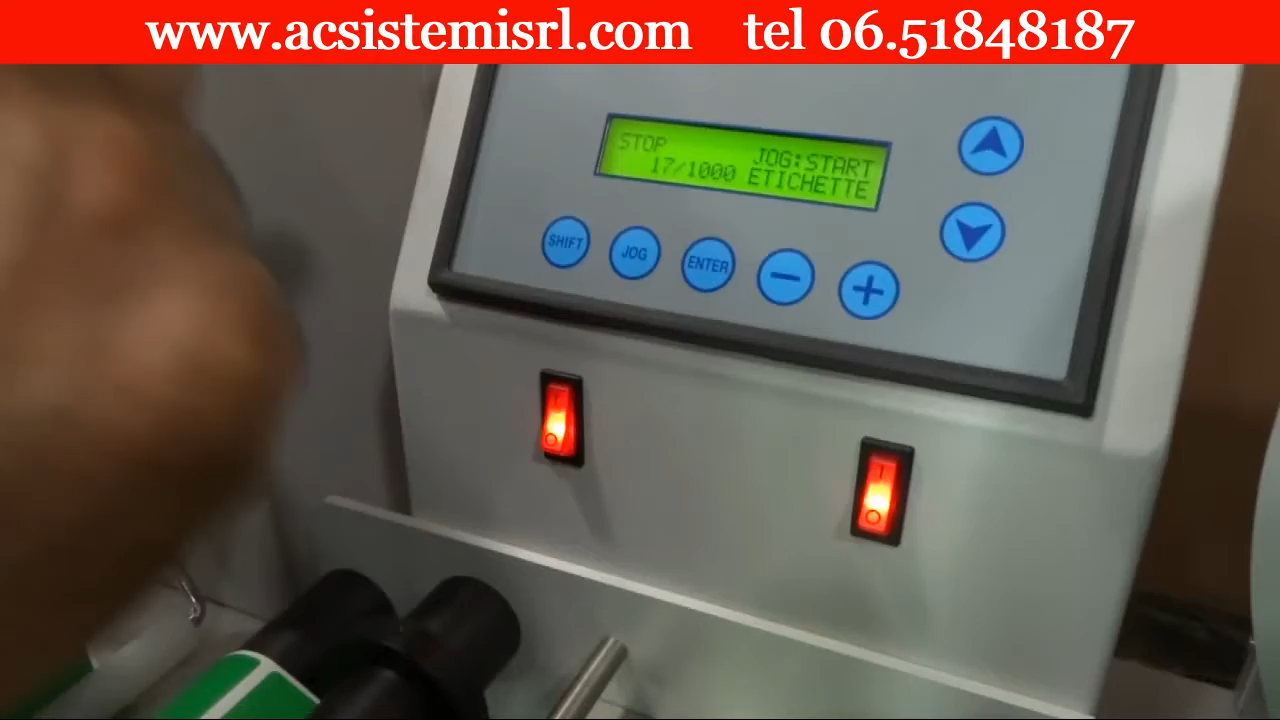 www.acsistemisrl.com tel 06.51848187
STOP JOG:START
17/1000 ETICHETTE
SHIFT JOG ENTER − +